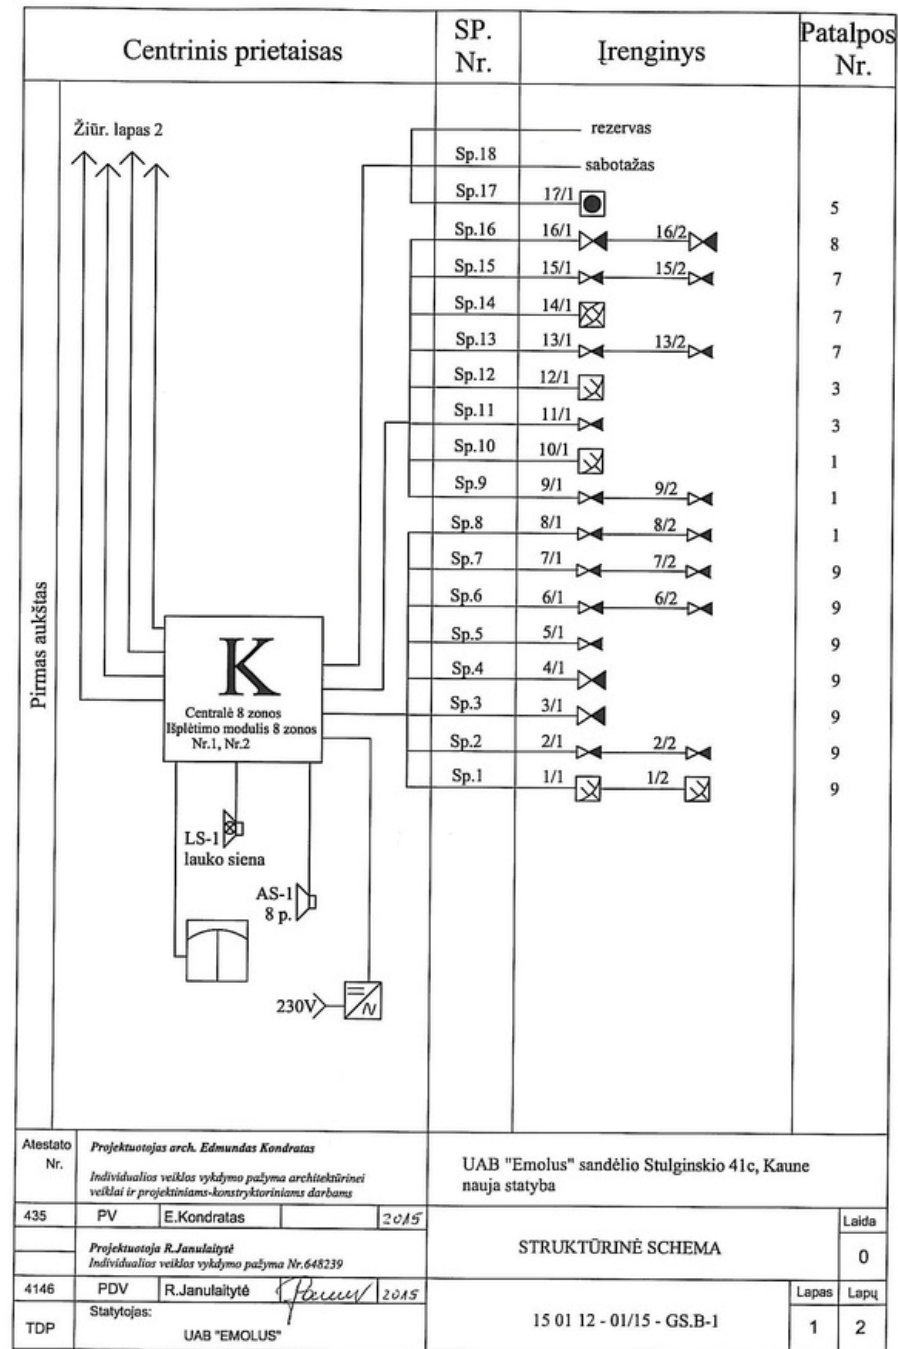 Centrinis prietaisas
SP. Nr.
Įrenginys
Patalpos Nr.
Pirmas aukštas
Žiūr. lapas 2
rezervas
Sp.18 sabotažas
Sp.17 17/1 5
Sp.16 16/1 16/2 8
Sp.15 15/1 15/2 7
Sp.14 14/1 7
Sp.13 13/1 13/2 7
Sp.12 12/1 3
Sp.11 11/1 3
Sp.10 10/1 1
Sp.9 9/1 9/2 1
Sp.8 8/1 8/2 1
Sp.7 7/1 7/2 9
Sp.6 6/1 6/2 9
Sp.5 5/1 9
Sp.4 4/1 9
Sp.3 3/1 9
Sp.2 2/1 2/2 9
Sp.1 1/1 1/2 9
K
Centralė 8 zonos
Išplėtimo modulis 8 zonos
Nr.1, Nr.2
LS-1
lauko siena
AS-1
8 p.
230V
N
Atestato Nr.
Projektuotojas arch. Edmundas Kondratas
Individualios veiklos vykdymo pažyma architektūrinei
veiklai ir projektiniams-konstryktoriniams darbams
UAB "Emolus" sandėlio Stulginskio 41c, Kaune
nauja statyba
435 PV E.Kondratas 2015
Projektuotoja R.Janulaitytė
Individualios veiklos vykdymo pažyma Nr.648239
STRUKTŪRINĖ SCHEMA
Laida
0
4146 PDV R.Janulaitytė 2015
TDP
Statytojas:
UAB "EMOLUS"
15 01 12 - 01/15 - GS.B-1
Lapas Lapų
1 2